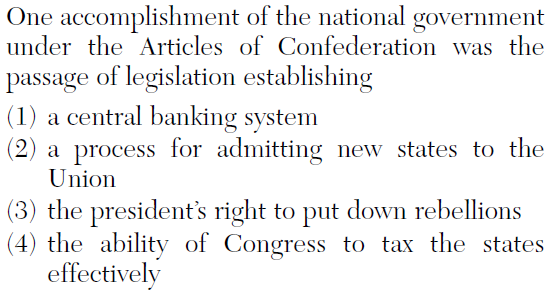 One accomplishment of the national government
under the Articles of Confederation was the
passage of legislation establishing
(1) a central banking system
(2) a process for admitting new states to the
Union
(3) the president's right to put down rebellions
(4) the ability of Congress to tax the states
effectively